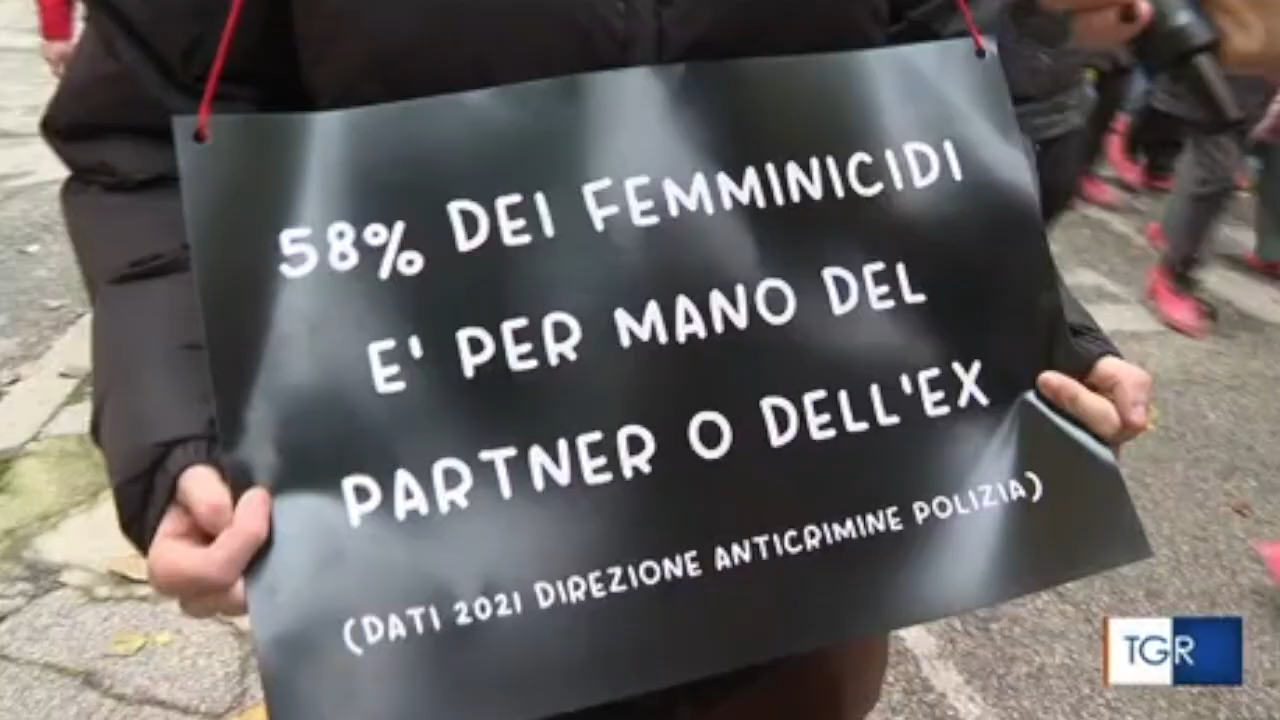 58% DEI FEMMINICIDI
E' PER MANO DEL
PARTNER O DELL'EX
(DATI 2021 DIREZIONE ANTICRIMINE POLIZIA)
TGR